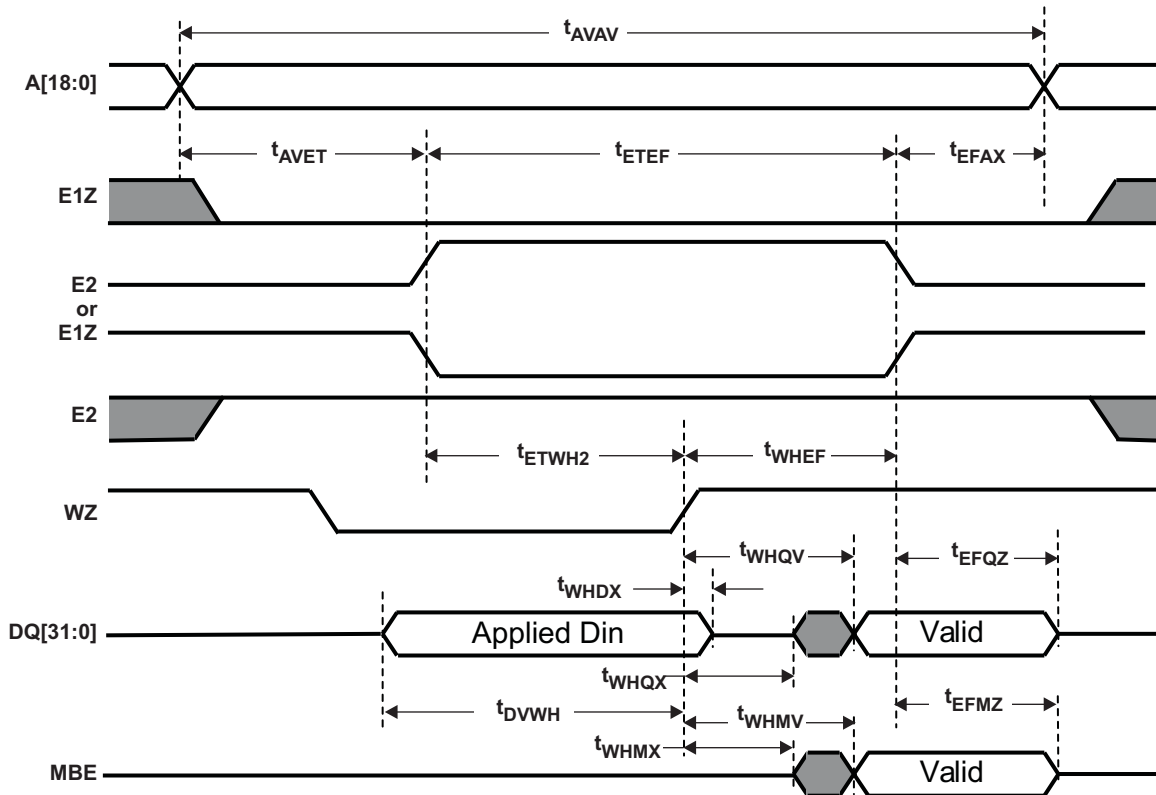 tAVAV
A[18:0]
tAVET
tETEF
tEFAX
E1Z
E2
or
E1Z
E2
tETWH2
tWHEF
WZ
tWHQV
tEFQZ
tWHDX
DQ[31:0]
Applied Din
Valid
tWHQX
tDVWH
tWHMV
tEFMZ
tWHMX
MBE
Valid